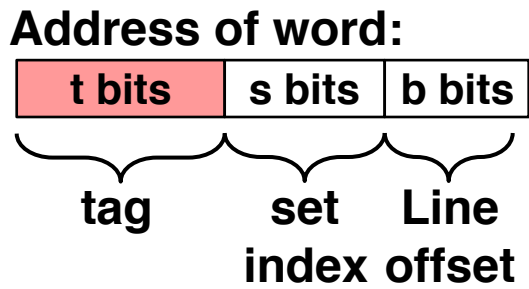 Address of word:
t bits s bits b bits
tag set Line
index offset